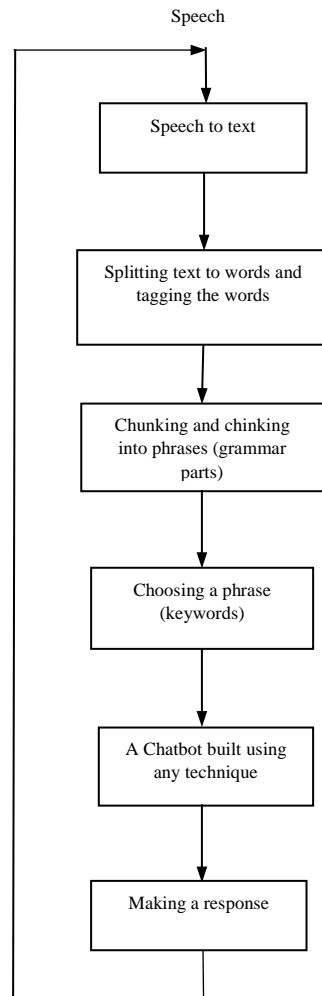 Speech
Speech to text
Splitting text to words and
tagging the words
Chunking and chinking
into phrases (grammar
parts)
Choosing a phrase
(keywords)
A Chatbot built using
any technique
Making a response